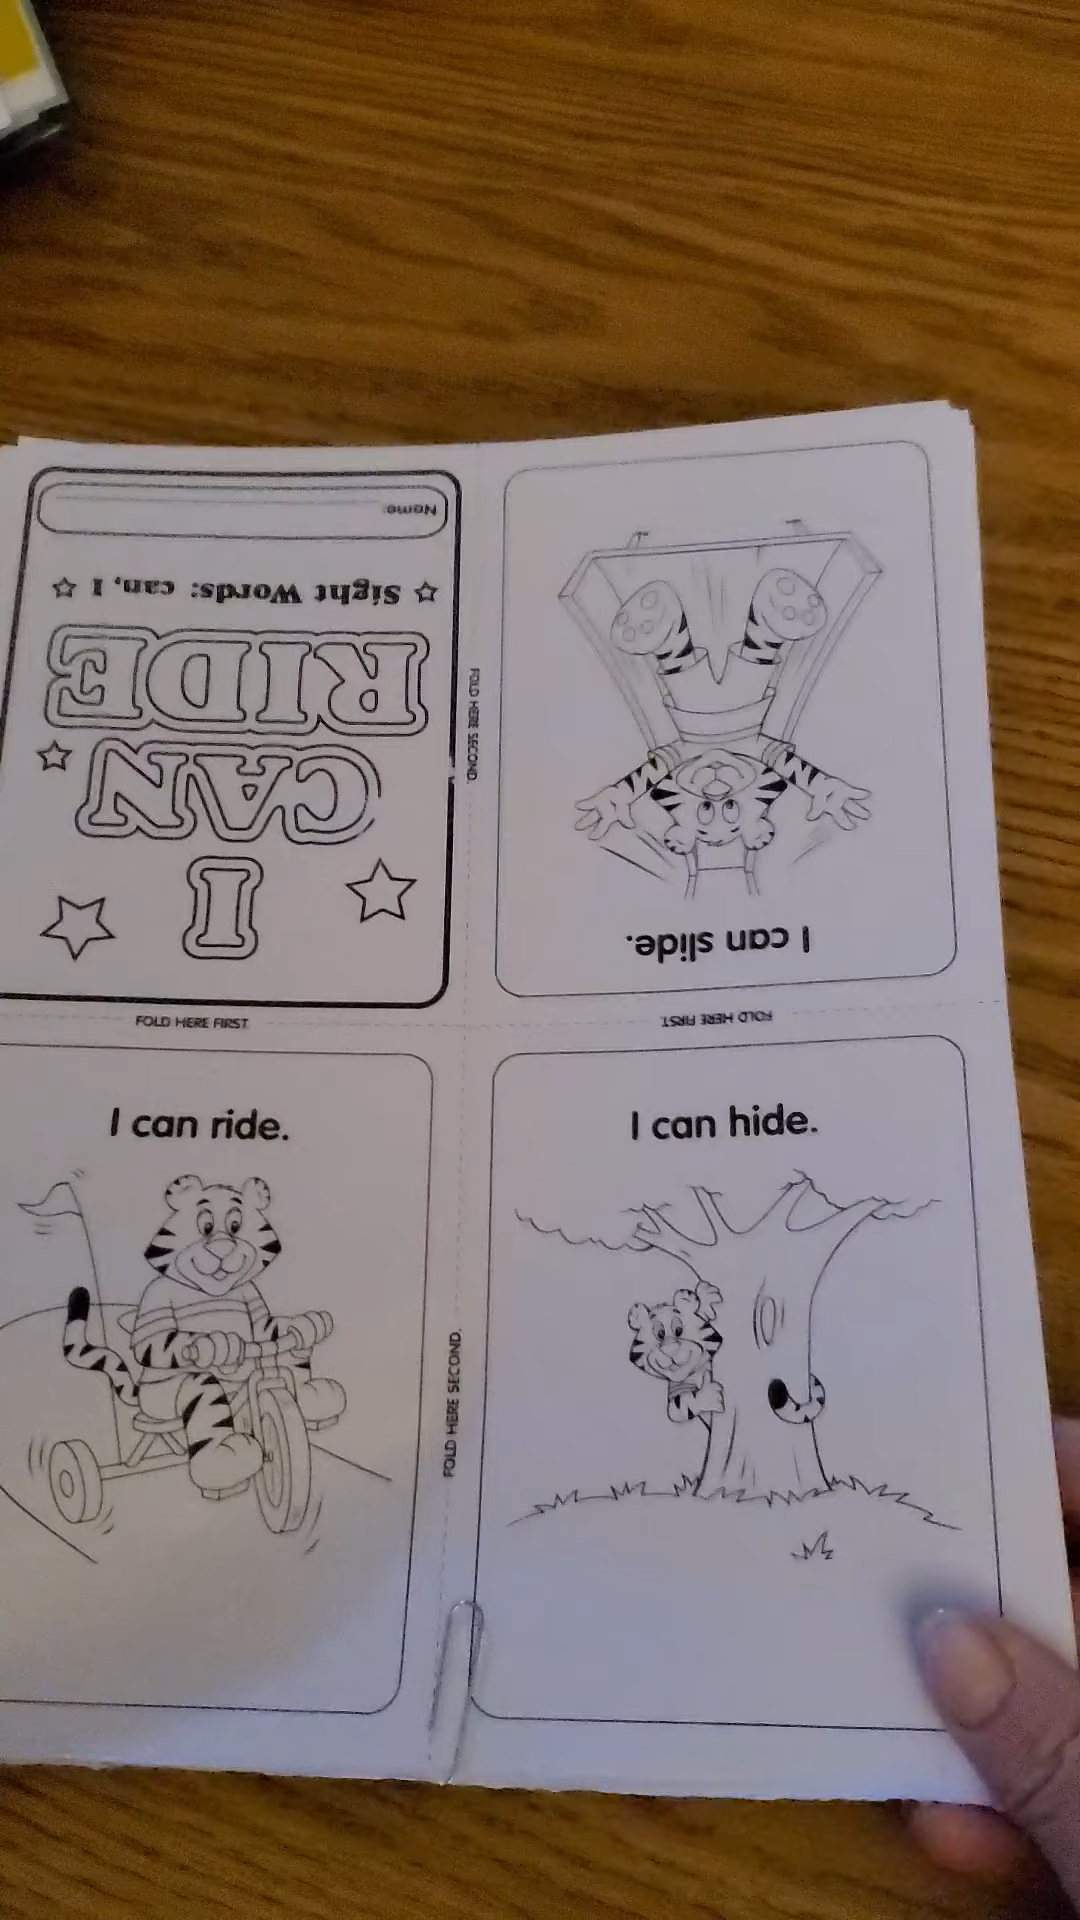 I
CAN
RIDE
Sight Words: can, I
Name:
FOLD HERE SECOND.
I can slide.
FOLD HERE FIRST.
FOLD HERE FIRST.
I can ride.
FOLD HERE SECOND.
I can hide.